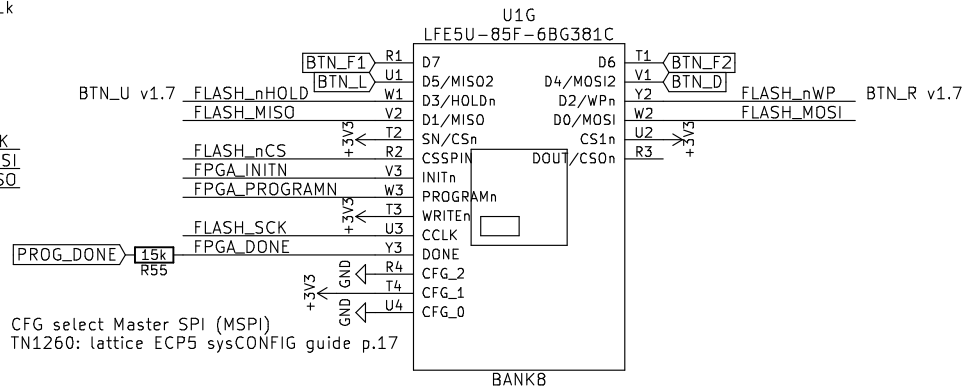 lk
U1G
LFE5U-85F-6BG381C
BTN_F1 R1 D7 D6 T1 BTN_F2
BTN_L U1 D5/MISO2 D4/MOSI2 V1 BTN_D
BTN_U v1.7 FLASH_nHOLD W1 D3/HOLDn D2/WPn Y2 FLASH_nWP BTN_R v1.7
FLASH_MISO V2 D1/MISO D0/MOSI W2 FLASH_MOSI
K +3V3 T2 SN/CSn CS1n U2 +3V3
SI FLASH_nCS R2 CSSPIN DOUT/CSOn R3
SO FPGA_INITN V3 INITn
FPGA_PROGRAMN W3 PROGRAMn
+3V3 T3 WRITEn
FLASH_SCK U3 CCLK
PROG_DONE 15k FPGA_DONE Y3 DONE
R55 GND R4 CFG_2
+3V3 T4 CFG_1
GND U4 CFG_0
CFG select Master SPI (MSPI)
TN1260: lattice ECP5 sysCONFIG guide p.17
BANK8